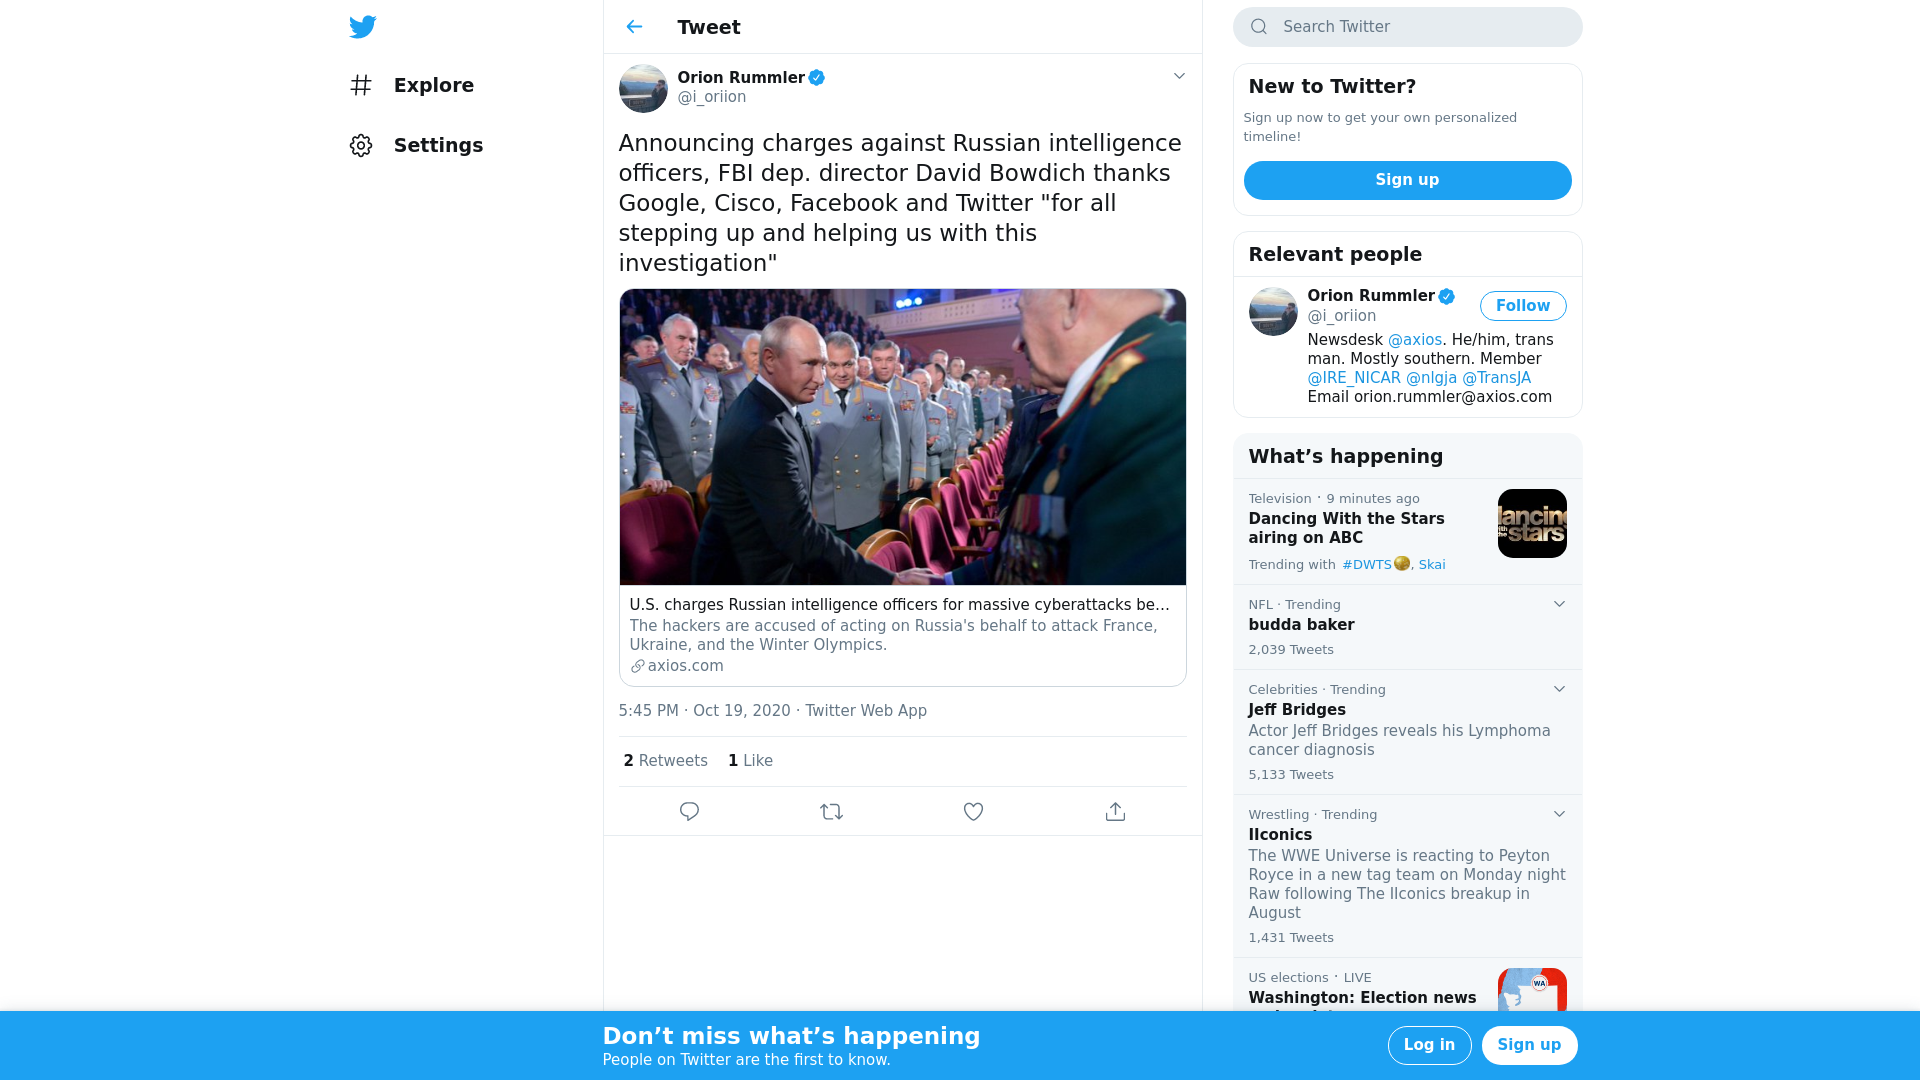 Explore
Settings
Tweet
Orion Rummler
@i_oriion
Announcing charges against Russian intelligence
officers, FBI dep. director David Bowdich thanks
Google, Cisco, Facebook and Twitter "for all
stepping up and helping us with this
investigation"
U.S. charges Russian intelligence officers for massive cyberattacks be...
The hackers are accused of acting on Russia's behalf to attack France,
Ukraine, and the Winter Olympics.
axios.com
5:45 PM · Oct 19, 2020 · Twitter Web App
2 Retweets 1 Like
Search Twitter
New to Twitter?
Sign up now to get your own personalized
timeline!
Sign up
Relevant people
Orion Rummler
@i_oriion
Follow
Newsdesk @axios. He/him, trans
man. Mostly southern. Member
@IRE_NICAR @nlgja @TransJA
Email orion.rummler@axios.com
What’s happening
Television · 9 minutes ago
Dancing With the Stars
airing on ABC
Trending with #DWTS, Skai
dancing
with the stars
NFL · Trending
budda baker
2,039 Tweets
Celebrities · Trending
Jeff Bridges
Actor Jeff Bridges reveals his Lymphoma
cancer diagnosis
5,133 Tweets
Wrestling · Trending
IIconics
The WWE Universe is reacting to Peyton
Royce in a new tag team on Monday night
Raw following The IIconics breakup in
August
1,431 Tweets
US elections · LIVE
Washington: Election news
WA
Don’t miss what’s happening
People on Twitter are the first to know.
Log in
Sign up